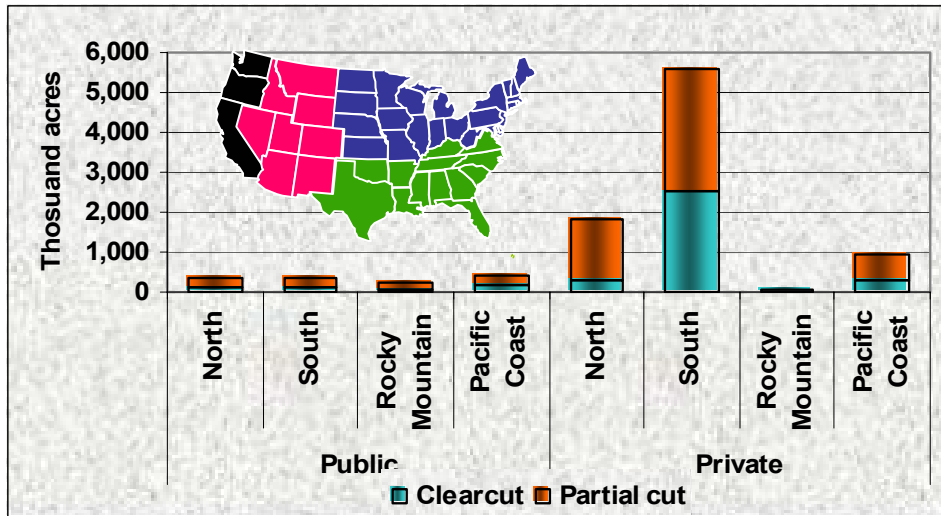 6,000
5,000
4,000
3,000
2,000
1,000
0
Thosuand acres
North
South
Rocky
Mountain
Pacific
Coast
North
South
Rocky
Mountain
Pacific
Coast
Public
Private
Clearcut
Partial cut